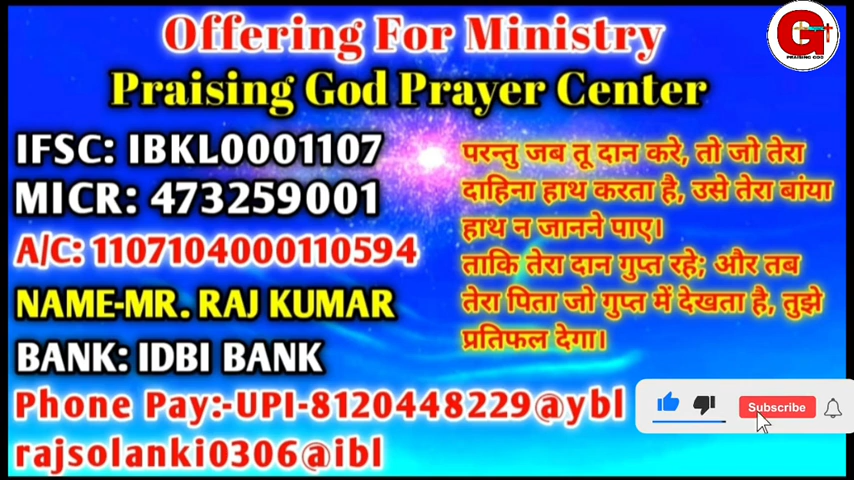 Offering For Ministry
Praising God Prayer Center
IFSC: IBKL0001107
MICR: 473259001
A/C: 1107104000110594
NAME-MR. RAJ KUMAR
BANK: IDBI BANK
Phone Pay:-UPI-8120448229@ybl
rajsolanki0306@ibl
परन्तु जब तू दान करे, तो जो तेरा
दाहिना हाथ करता है, उसे तेरा बांया
हाथ न जानने पाए।
ताकि तेरा दान गुप्त रहे; और तब
तेरा पिता जो गुप्त में देखता है, तुझे
प्रतिफल देगा।
G
PRAISING GOD
Subscribe